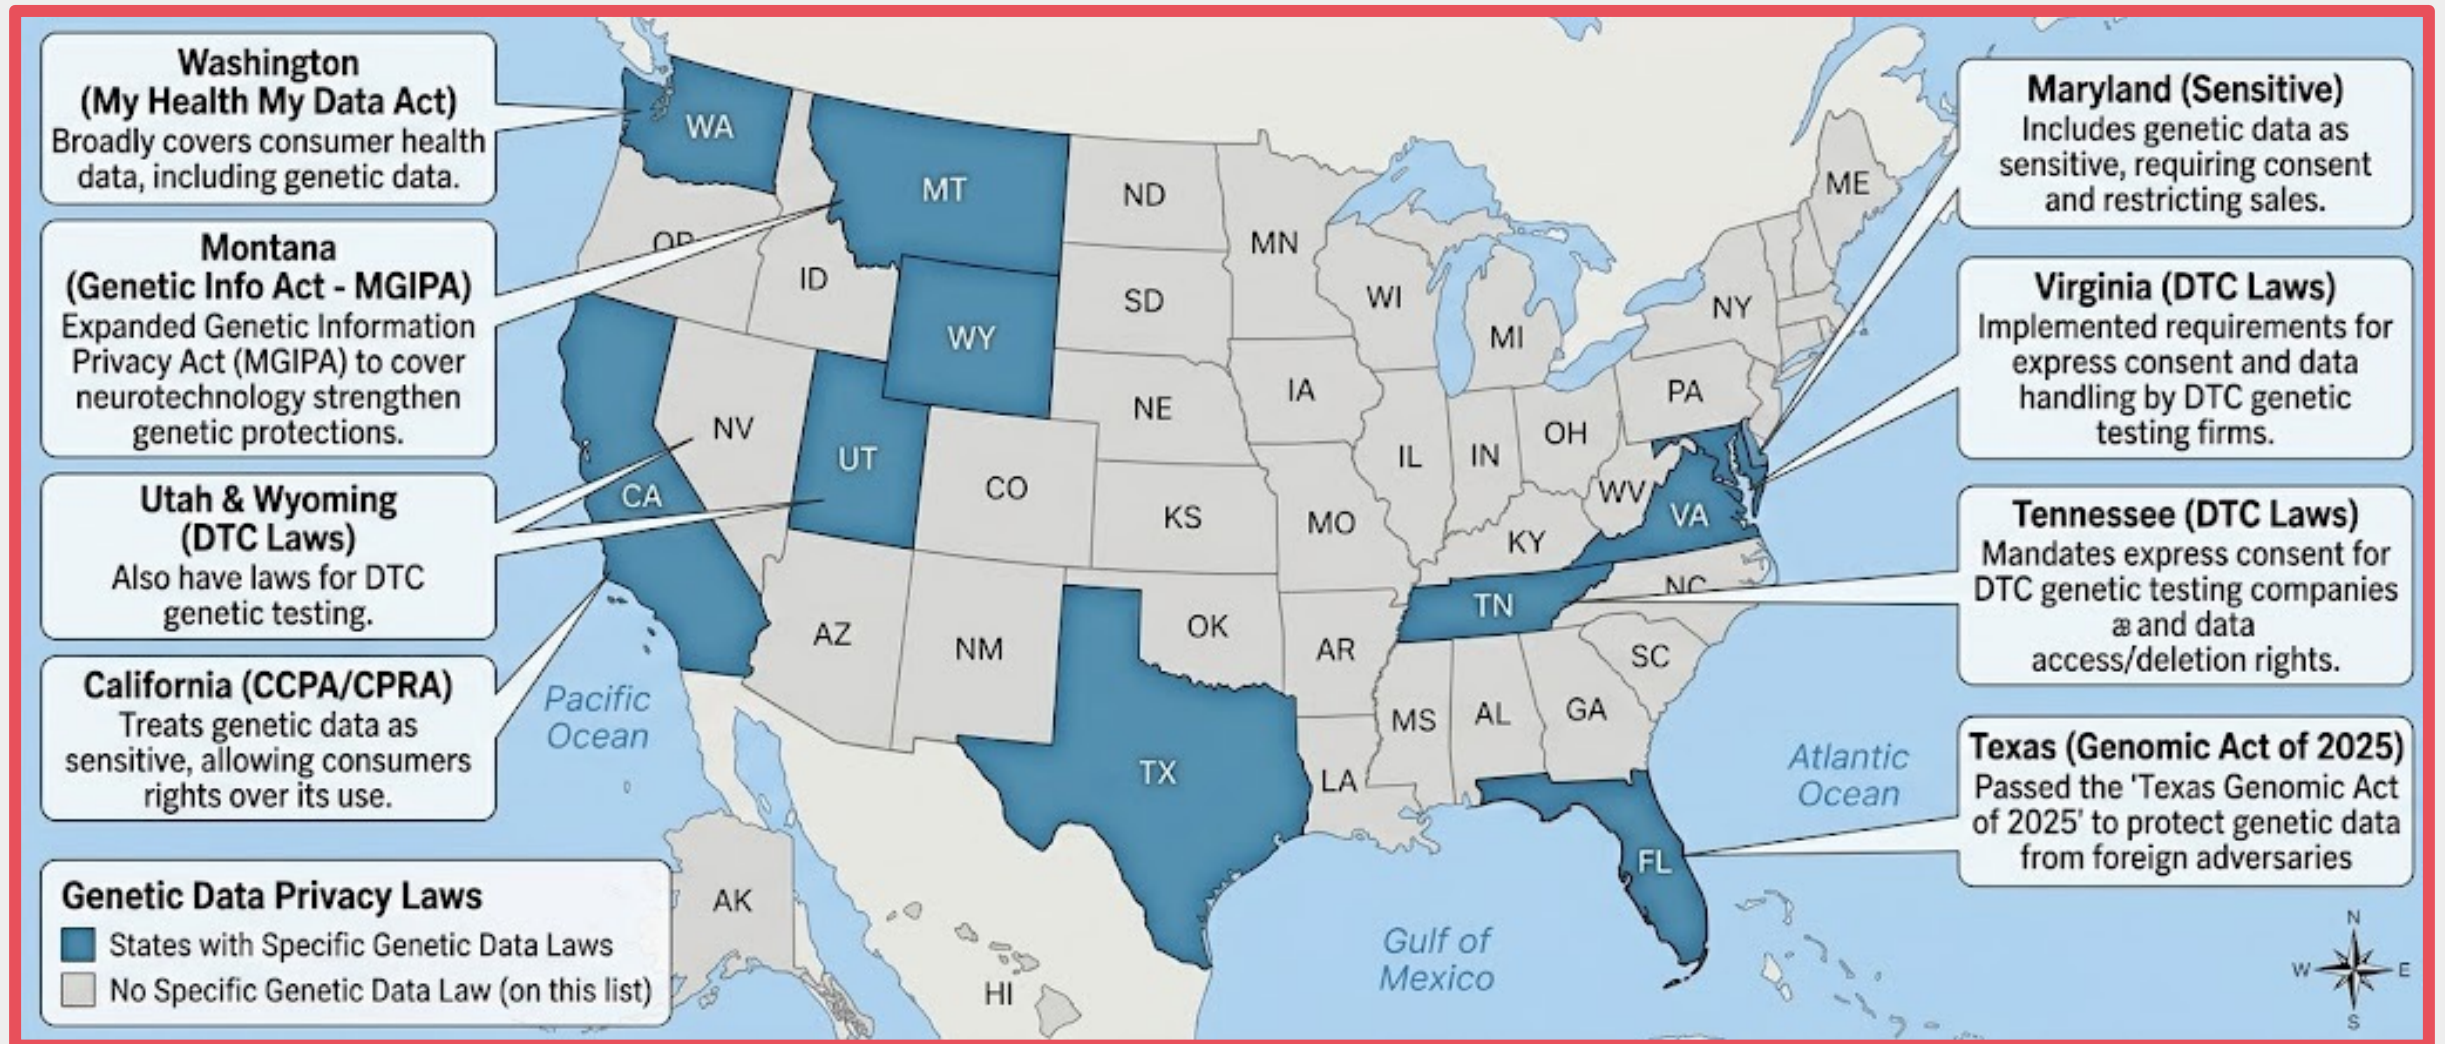 Washington
(My Health My Data Act)
Broadly covers consumer health
data, including genetic data.
Montana
(Genetic Info Act - MGIPA)
Expanded Genetic Information
Privacy Act (MGIPA) to cover
neurotechnology strengthen
genetic protections.
Utah & Wyoming
(DTC Laws)
Also have laws for DTC
genetic testing.
California (CCPA/CPRA)
Treats genetic data as
sensitive, allowing consumers
rights over its use.
Genetic Data Privacy Laws
States with Specific Genetic Data Laws
No Specific Genetic Data Law (on this list)
WA
MT
ND
MN
ME
OR
ID
SD
WI
WY
MI
NY
NV
NE
IA
PA
UT
CA
CO
KS
MO
IL
IN
OH
WV
VA
KY
NC
TN
AZ
NM
OK
AR
SC
TX
MS
AL
GA
LA
FL
AK
HI
Pacific
Ocean
Atlantic
Ocean
Gulf of
Mexico
Maryland (Sensitive)
Includes genetic data as
sensitive, requiring consent
and restricting sales.
Virginia (DTC Laws)
Implemented requirements for
express consent and data
handling by DTC genetic
testing firms.
Tennessee (DTC Laws)
Mandates express consent for
DTC genetic testing companies
æ and data
access/deletion rights.
Texas (Genomic Act of 2025)
Passed the 'Texas Genomic Act
of 2025' to protect genetic data
from foreign adversaries
N
W E
S